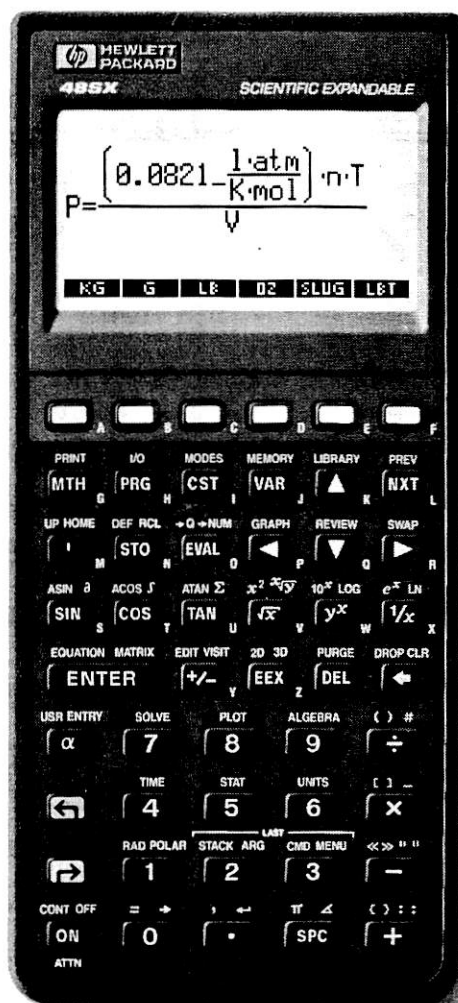 hp HEWLETT
PACKARD
48SX SCIENTIFIC EXPANDABLE
P=(0.0821_ l·atm/K·mol)·n·T/V
KG G LB OZ SLUG LBT
A B C D E F
PRINT I/O MODES MEMORY LIBRARY PREV
MTH G PRG H CST I VAR J ▲ K NXT L
UP HOME DEF RCL →Q →NUM GRAPH REVIEW SWAP
' M STO N EVAL O ◀ P ▼ Q ▶ R
ASIN ∂ ACOS ∫ ATAN Σ x² ˣ√y 10ˣ LOG eˣ LN
SIN S COS T TAN U √x V yˣ W 1/x X
EQUATION MATRIX EDIT VISIT 2D 3D PURGE DROP CLR
ENTER +/− Y EEX Z DEL ←
USR ENTRY SOLVE PLOT ALGEBRA ( ) #
α 7 8 9 ÷
TIME STAT UNITS [ ] _
4 5 6 ×
LAST
RAD POLAR STACK ARG CMD MENU «» " "
1 2 3 −
CONT OFF = → , ↵ π ∡ { } : :
ON 0 · SPC +
ATTN